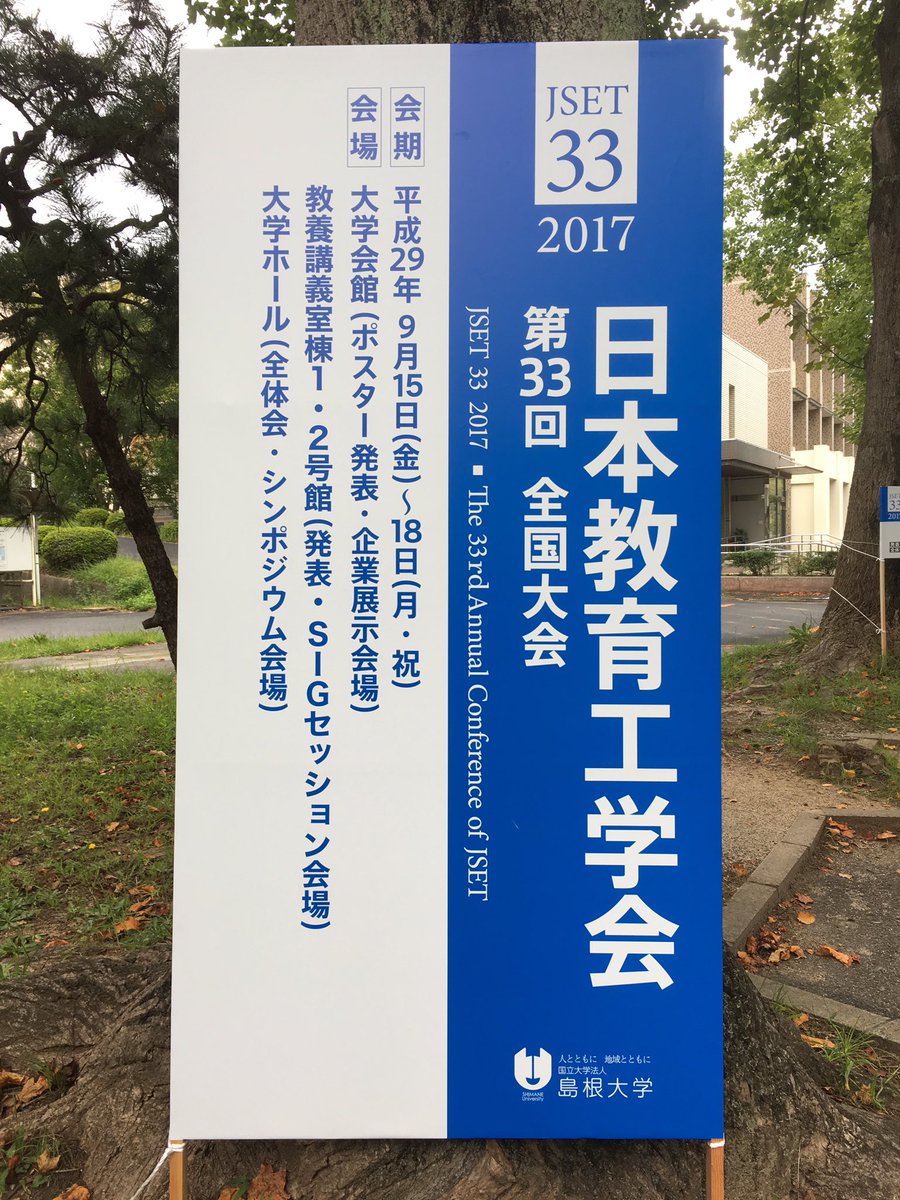 JSET
33
2017
日本教育工学会
第33回 全国大会
JSET 33 2017 ■ The 33rd Annual Conference of JSET
会期 平成29年 9月15日(金)～18日(月・祝)
会場 大学会館(ポスター発表・企業展示会場)
教養講義室棟1・2号館(発表・SIGセッション会場)
大学ホール(全体会・シンポジウム会場)
人とともに 地域とともに
国立大学法人
島根大学
SHIMANE
University
JSET
33
2017